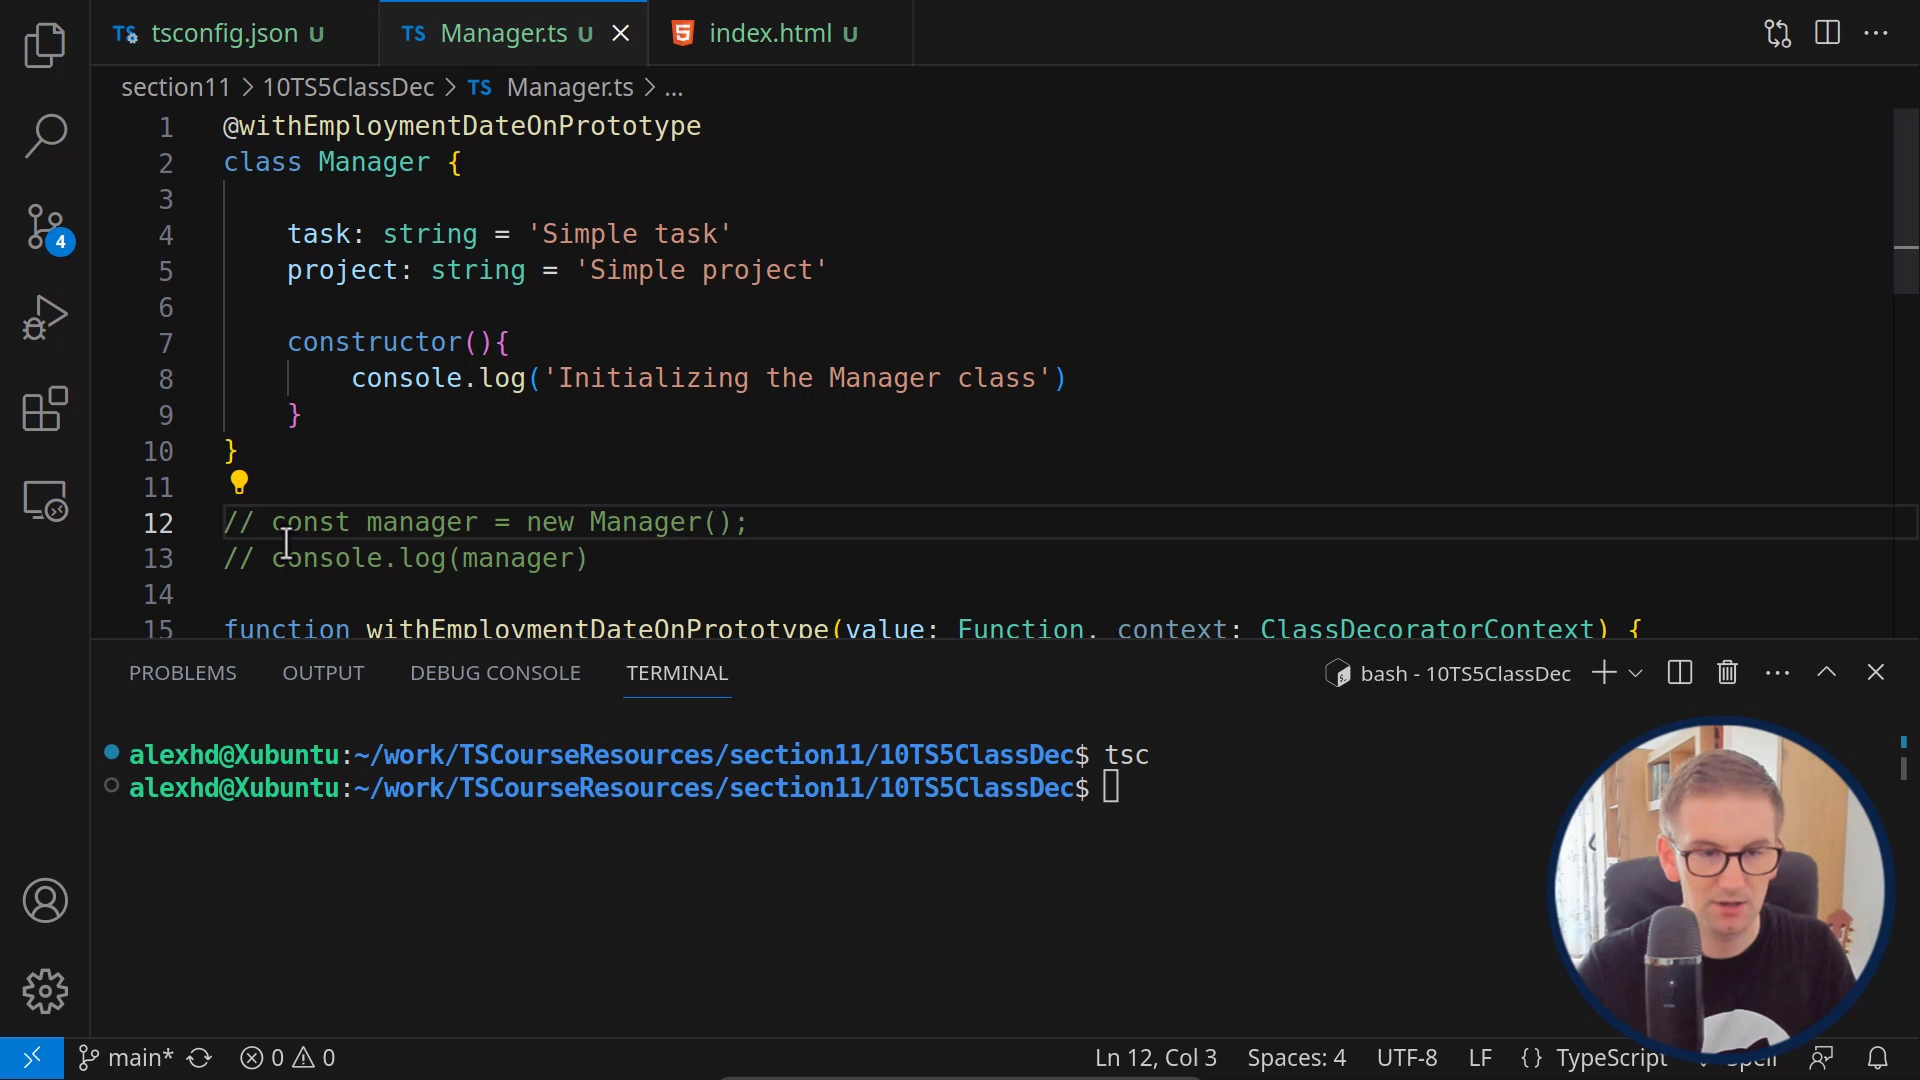 tsconfig.json U
Manager.ts U
index.html U
section11 > 10TS5ClassDec > TS Manager.ts > ...
1 @withEmploymentDateOnPrototype
2 class Manager {
3
4 task: string = 'Simple task'
5 project: string = 'Simple project'
6
7 constructor(){
8 console.log('Initializing the Manager class')
9 }
10 }
11
12 // const manager = new Manager();
13 // console.log(manager)
14
15 function withEmploymentDateOnPrototype(value: Function, context: ClassDecoratorContext) {
4
PROBLEMS OUTPUT DEBUG CONSOLE TERMINAL
bash - 10TS5ClassDec
alexhd@Xubuntu:~/work/TSCourseResources/section11/10TS5ClassDec$ tsc
alexhd@Xubuntu:~/work/TSCourseResources/section11/10TS5ClassDec$
main* 0 0
Ln 12, Col 3 Spaces: 4 UTF-8 LF {} TypeScript Spell